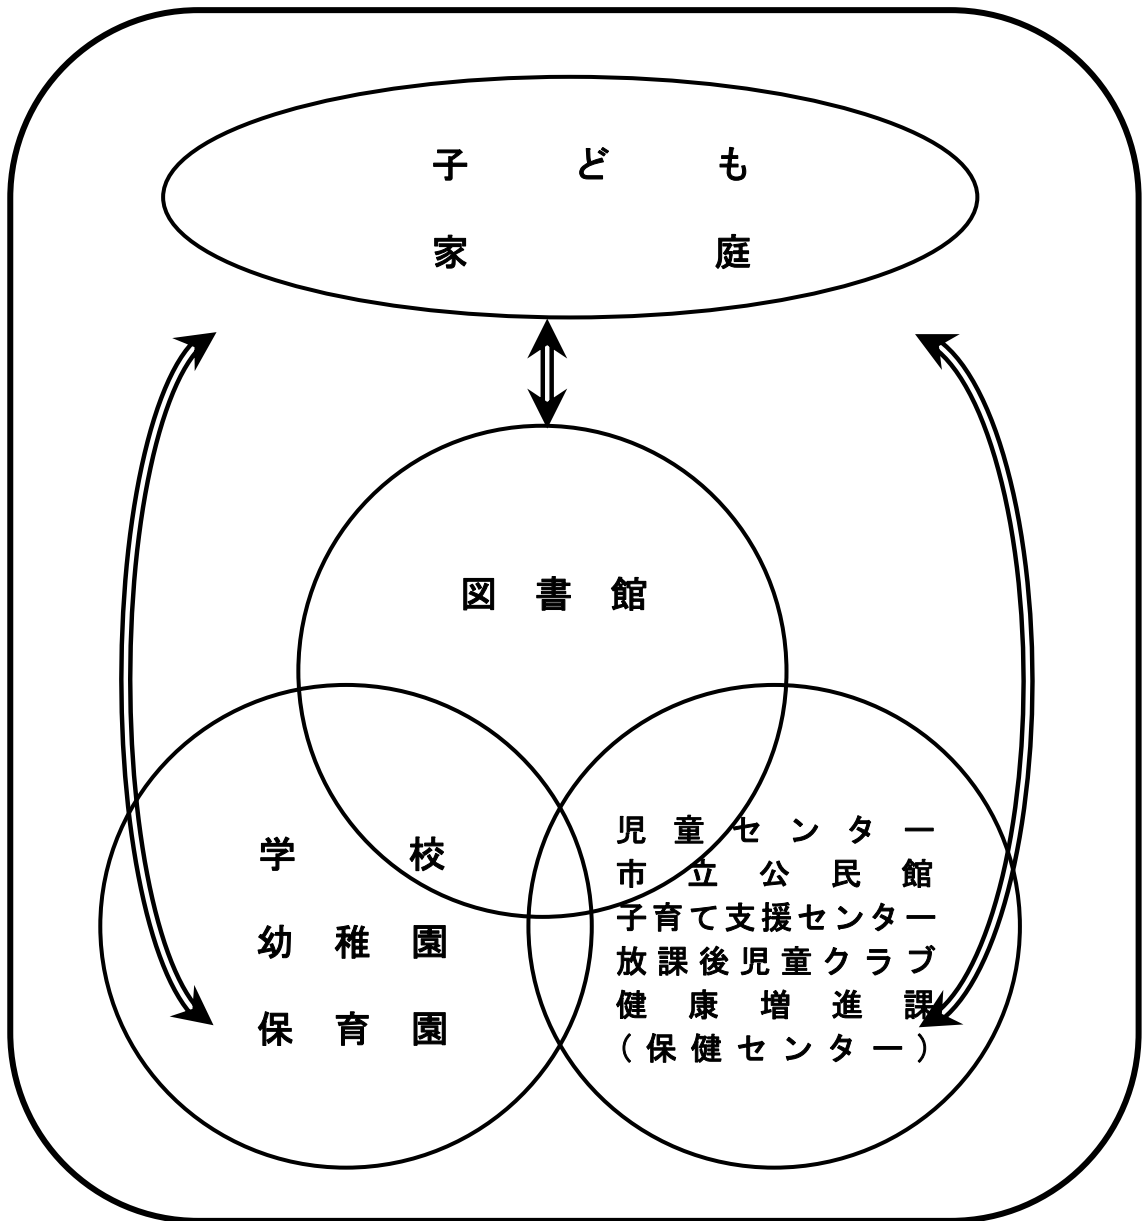 子ども
家庭
図書館
学校
幼稚園
保育園
児童センター
市立公民館
子育て支援センター
放課後児童クラブ
健康増進課
（保健センター）